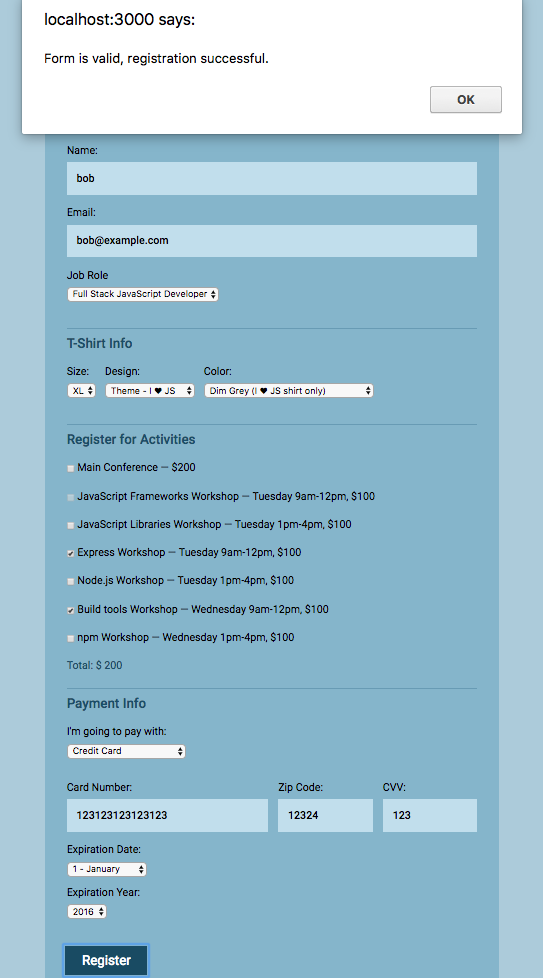 localhost:3000 says:
Form is valid, registration successful.
OK
Name:
bob
Email:
bob@example.com
Job Role
Full Stack JavaScript Developer
T-Shirt Info
Size: Design: Color:
XL Theme - I ♥ JS Dim Grey (I ♥ JS shirt only)
Register for Activities
Main Conference — $200
JavaScript Frameworks Workshop — Tuesday 9am-12pm, $100
JavaScript Libraries Workshop — Tuesday 1pm-4pm, $100
Express Workshop — Tuesday 9am-12pm, $100
Node.js Workshop — Tuesday 1pm-4pm, $100
Build tools Workshop — Wednesday 9am-12pm, $100
npm Workshop — Wednesday 1pm-4pm, $100
Total: $ 200
Payment Info
I'm going to pay with:
Credit Card
Card Number: Zip Code: CVV:
123123123123123 12324 123
Expiration Date:
1 - January
Expiration Year:
2016
Register